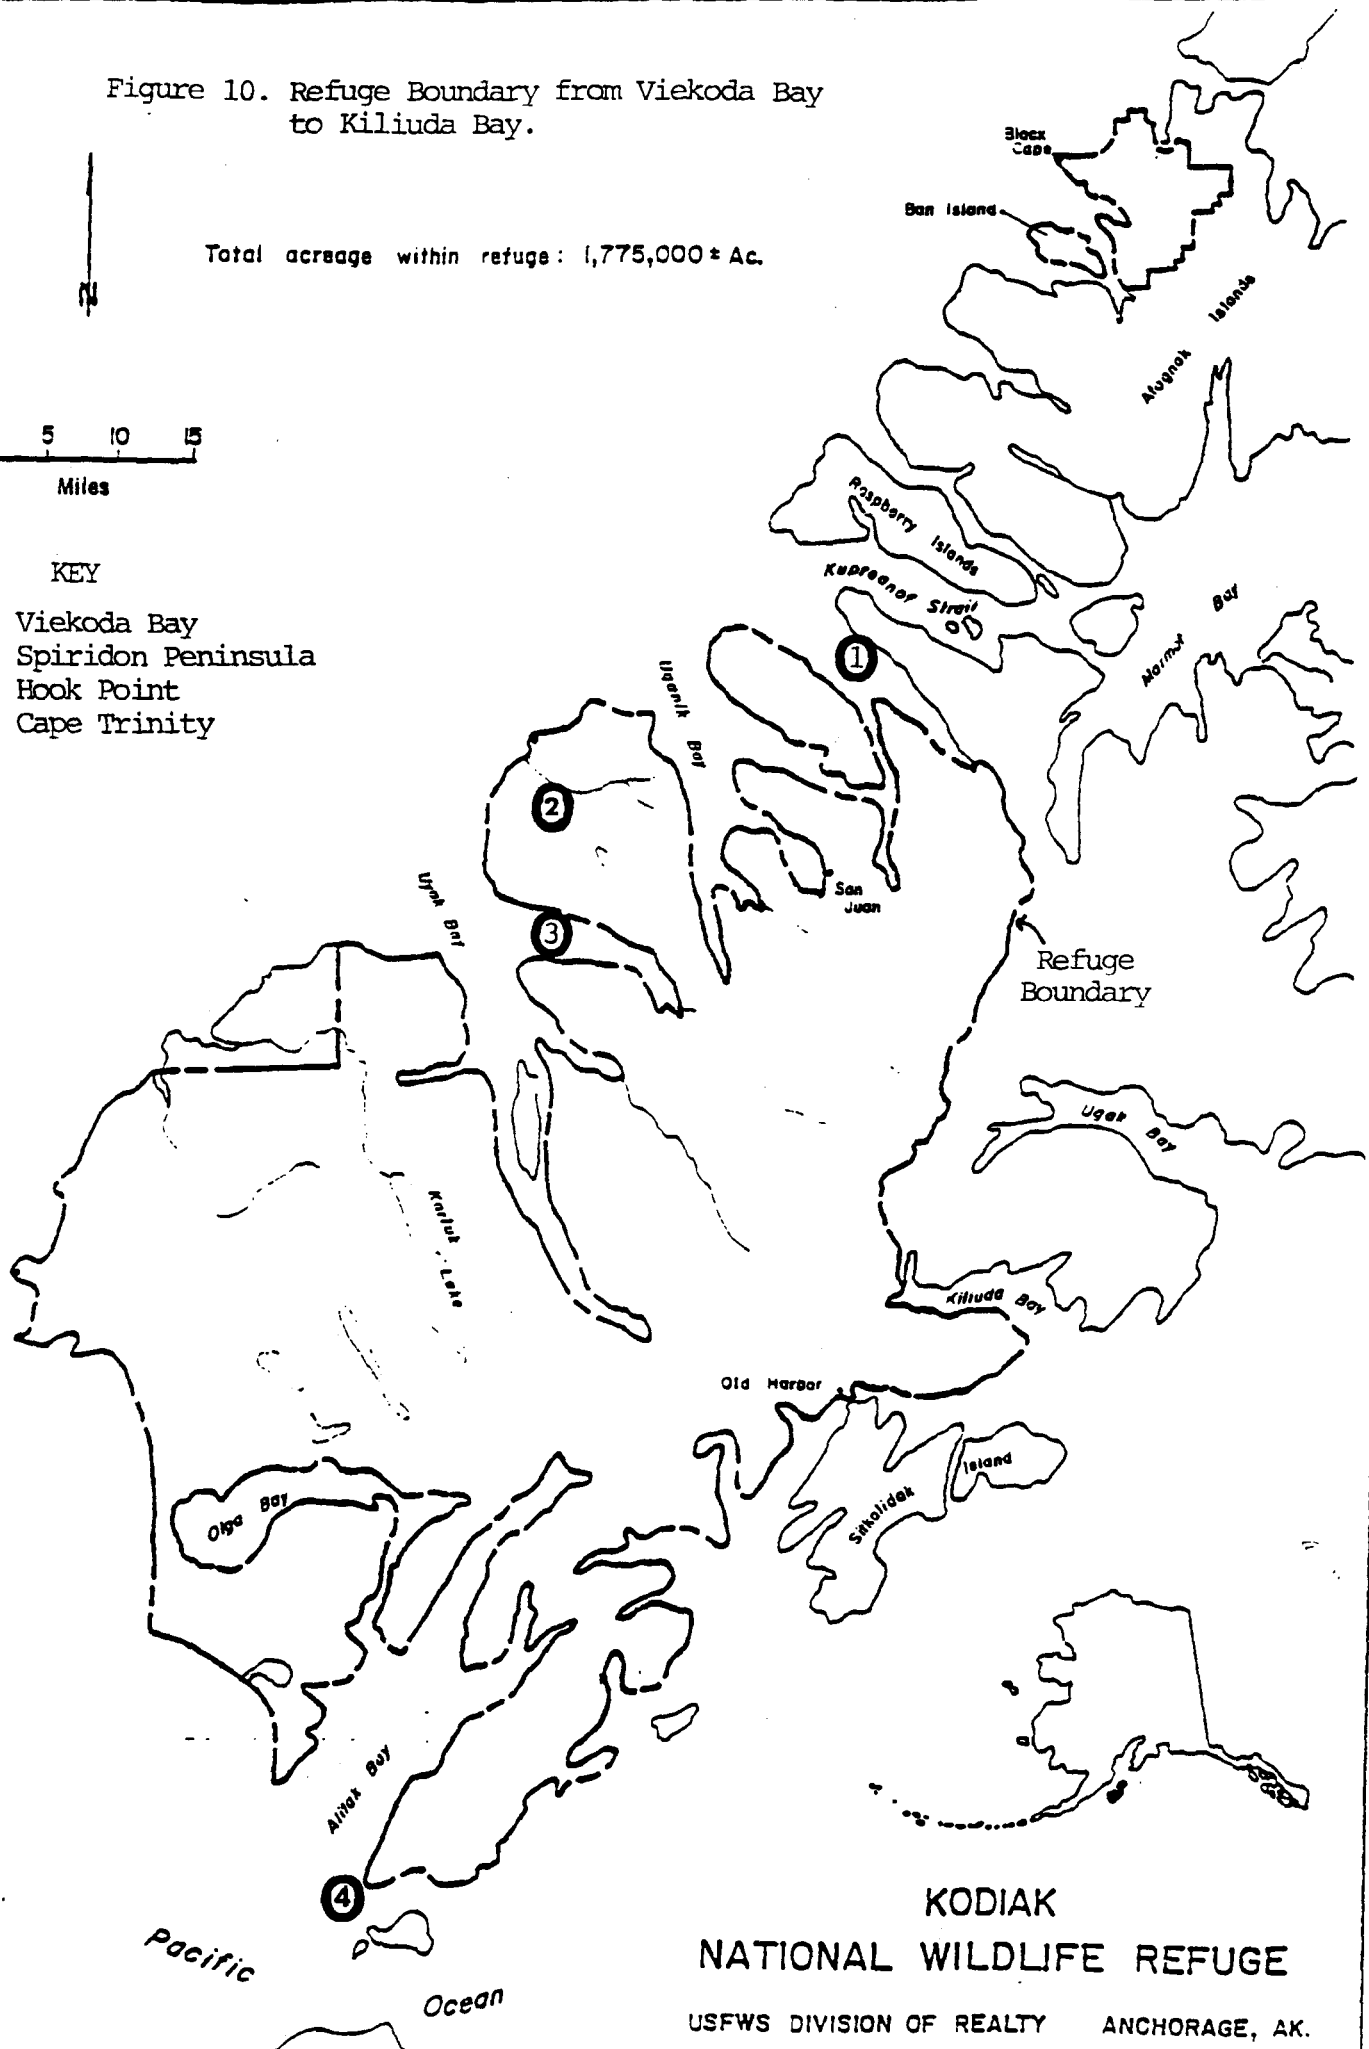 Figure 10. Refuge Boundary from Viekoda Bay
to Kiliuda Bay.
Total acreage within refuge: 1,775,000 ± Ac.
5 10 15
Miles
KEY
Viekoda Bay
Spiridon Peninsula
Hook Point
Cape Trinity
Black
Cape
Ban Island
Afognak Islands
Raspberry Islands
Kupreanof Strait
Marmot Bay
1
Uganik Bay
2
San
Juan
Uyak Bay
3
Refuge
Boundary
Ugak Bay
Karluk Lake
Kiliuda Bay
Old Harbor
Sitkalidak Island
Olga Bay
Alitak Bay
4
Pacific
Ocean
KODIAK
NATIONAL WILDLIFE REFUGE
USFWS DIVISION OF REALTY ANCHORAGE, AK.